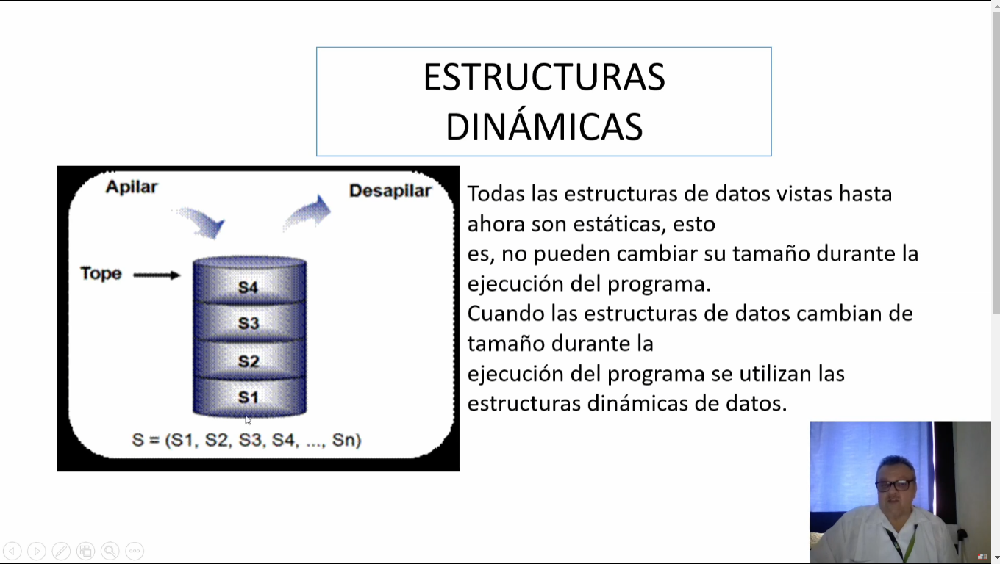 ESTRUCTURAS
DINÁMICAS
Apilar
Desapilar
Tope
S4
S3
S2
S1
S = (S1, S2, S3, S4, ..., Sn)
Todas las estructuras de datos vistas hasta
ahora son estáticas, esto
es, no pueden cambiar su tamaño durante la
ejecución del programa.
Cuando las estructuras de datos cambian de
tamaño durante la
ejecución del programa se utilizan las
estructuras dinámicas de datos.